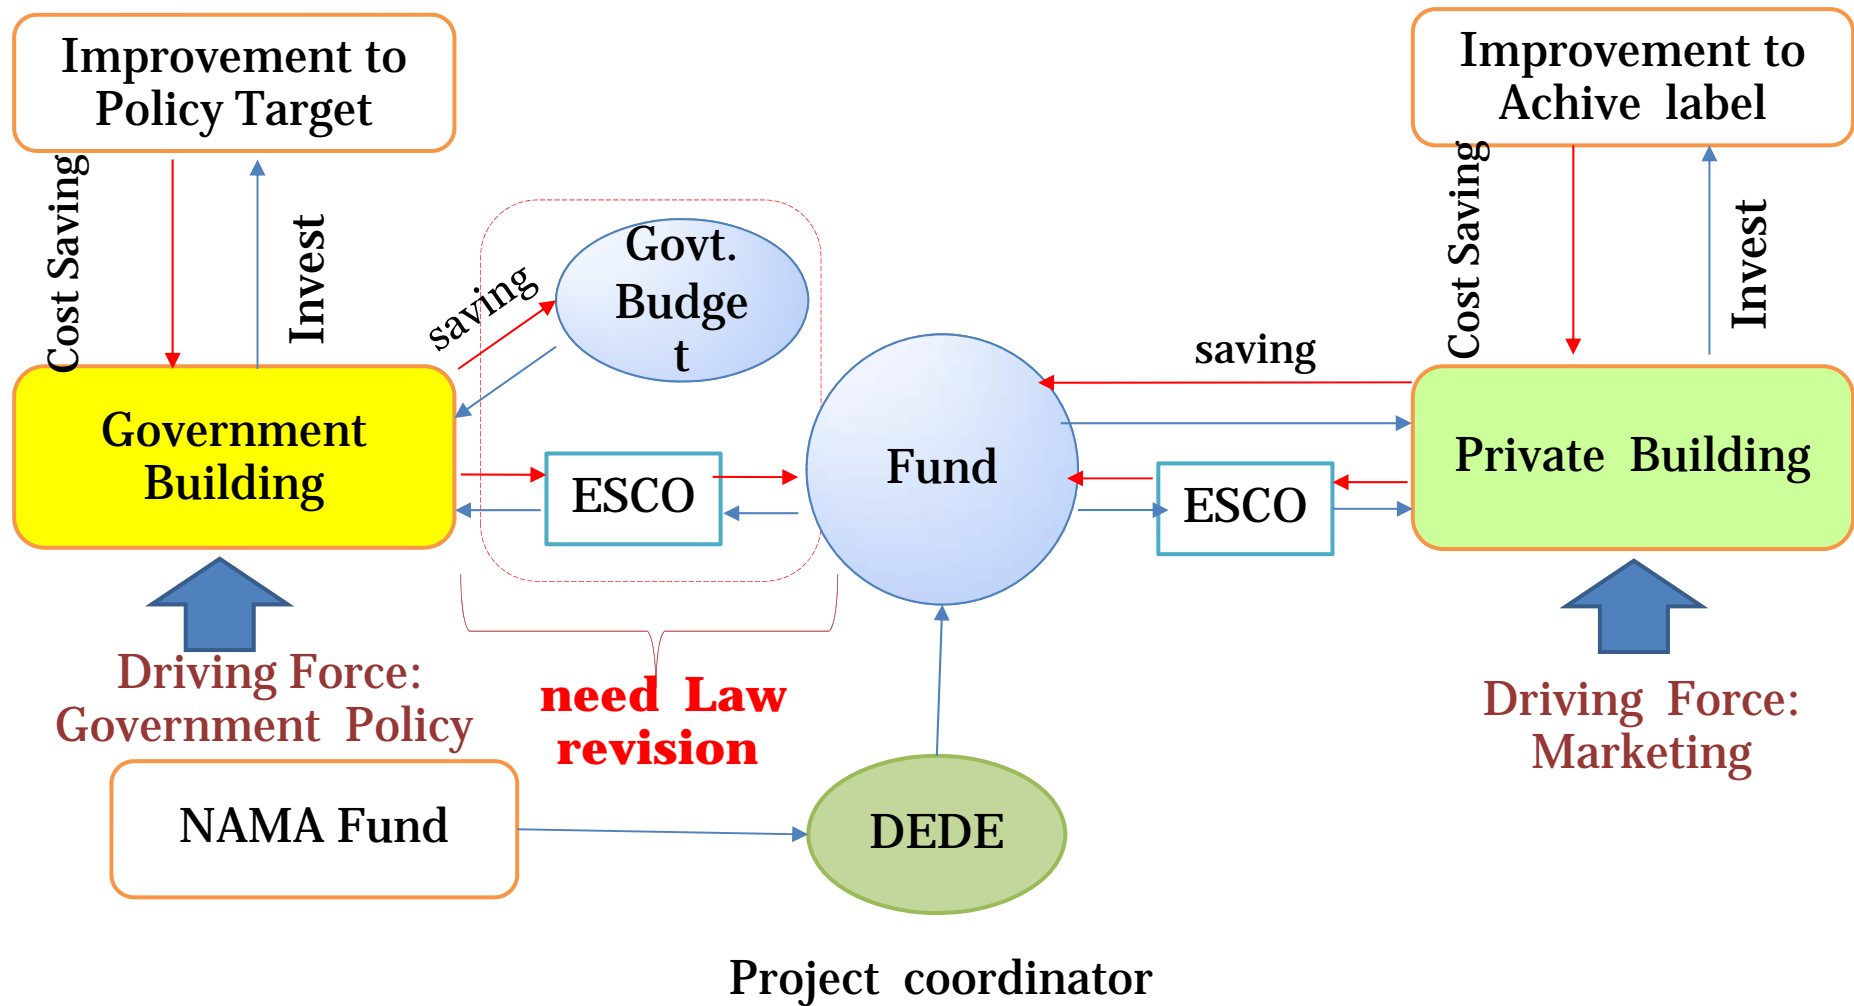 Improvement to
Policy Target
Improvement to
Achive label
Cost Saving
Invest
saving
Govt.
Budge
t
saving
Cost Saving
Invest
Government
Building
ESCO
Fund
ESCO
Private Building
Driving Force:
Government Policy
need Law
revision
Driving Force:
Marketing
NAMA Fund
DEDE
Project coordinator